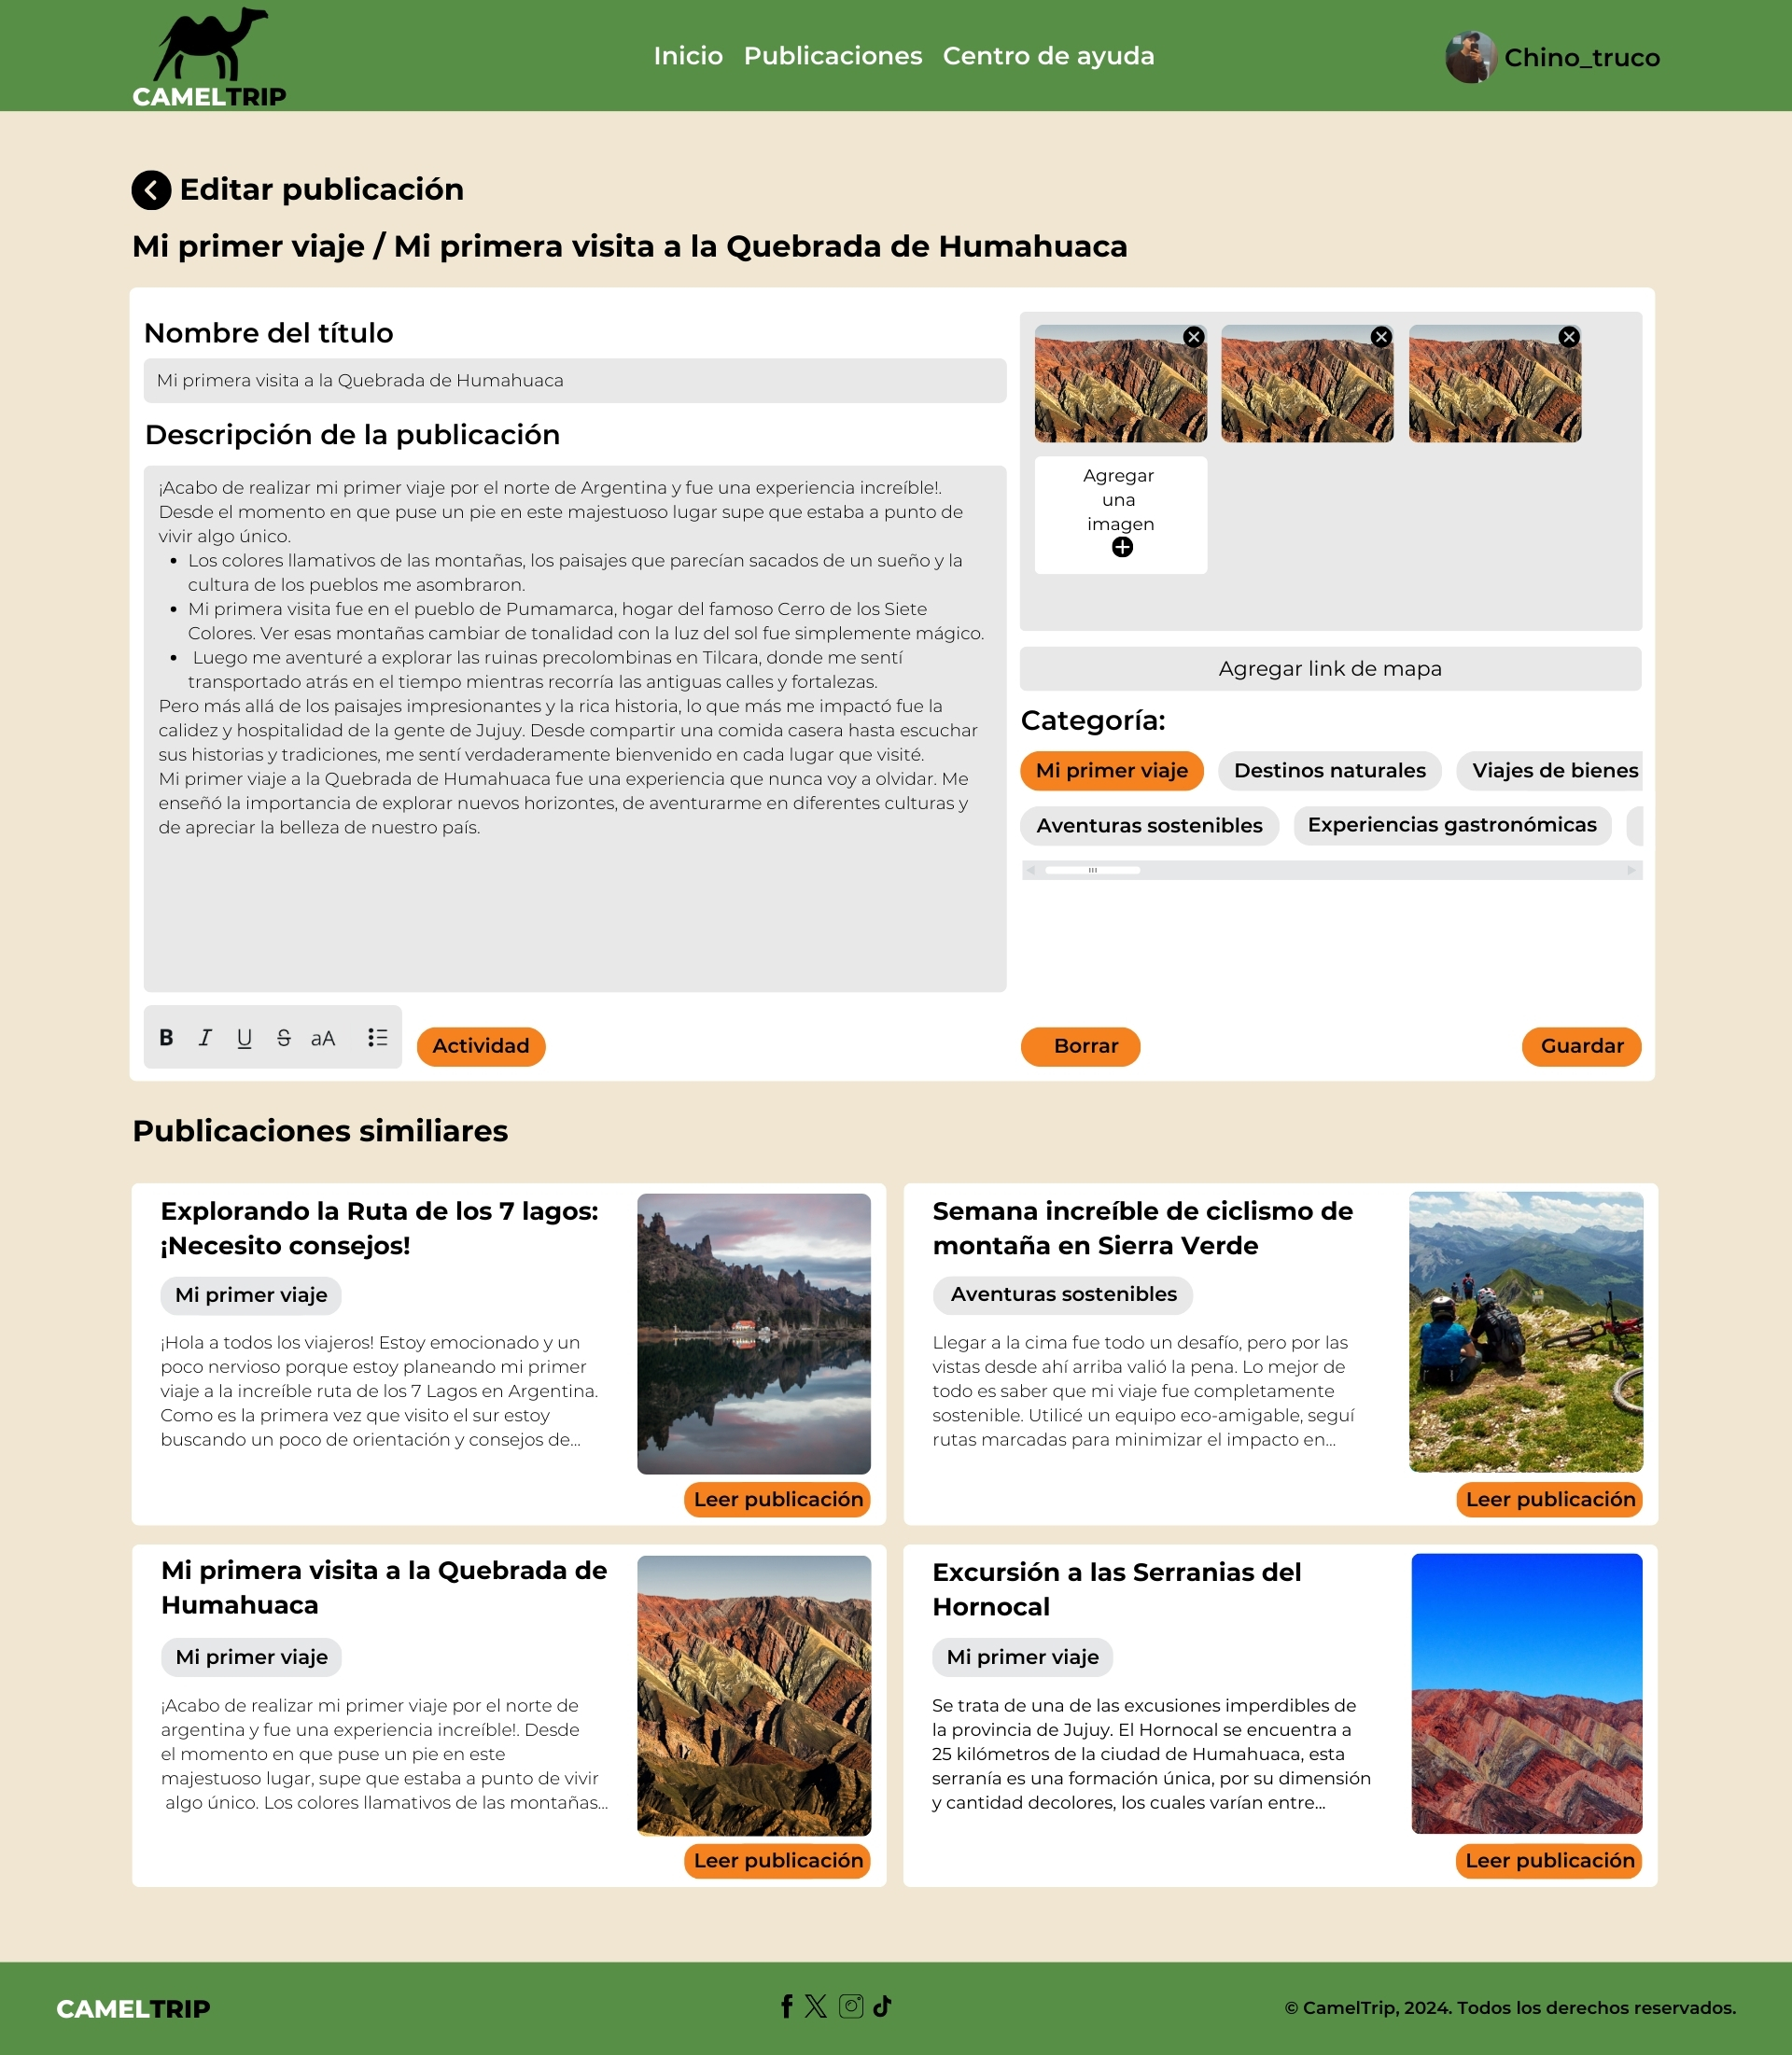 CAMELTRIP
Inicio Publicaciones Centro de ayuda
Chino_truco
Editar publicación
Mi primer viaje / Mi primera visita a la Quebrada de Humahuaca
Nombre del título
Mi primera visita a la Quebrada de Humahuaca
Descripción de la publicación
¡Acabo de realizar mi primer viaje por el norte de Argentina y fue una experiencia increíble!.
Desde el momento en que puse un pie en este majestuoso lugar supe que estaba a punto de
vivir algo único.
• Los colores llamativos de las montañas, los paisajes que parecían sacados de un sueño y la
cultura de los pueblos me asombraron.
• Mi primera visita fue en el pueblo de Pumamarca, hogar del famoso Cerro de los Siete
Colores. Ver esas montañas cambiar de tonalidad con la luz del sol fue simplemente mágico.
• Luego me aventuré a explorar las ruinas precolombinas en Tilcara, donde me sentí
transportado atrás en el tiempo mientras recorría las antiguas calles y fortalezas.
Pero más allá de los paisajes impresionantes y la rica historia, lo que más me impactó fue la
calidez y hospitalidad de la gente de Jujuy. Desde compartir una comida casera hasta escuchar
sus historias y tradiciones, me sentí verdaderamente bienvenido en cada lugar que visité.
Mi primer viaje a la Quebrada de Humahuaca fue una experiencia que nunca voy a olvidar. Me
enseñó la importancia de explorar nuevos horizontes, de aventurarme en diferentes culturas y
de apreciar la belleza de nuestro país.
B I U S aA
Actividad
Agregar
una
imagen
Agregar link de mapa
Categoría:
Mi primer viaje Destinos naturales Viajes de bienes
Aventuras sostenibles Experiencias gastronómicas
Borrar
Guardar
Publicaciones similiares
Explorando la Ruta de los 7 lagos:
¡Necesito consejos!
Mi primer viaje
¡Hola a todos los viajeros! Estoy emocionado y un
poco nervioso porque estoy planeando mi primer
viaje a la increíble ruta de los 7 Lagos en Argentina.
Como es la primera vez que visito el sur estoy
buscando un poco de orientación y consejos de...
Leer publicación
Semana increíble de ciclismo de
montaña en Sierra Verde
Aventuras sostenibles
Llegar a la cima fue todo un desafío, pero por las
vistas desde ahí arriba valió la pena. Lo mejor de
todo es saber que mi viaje fue completamente
sostenible. Utilicé un equipo eco-amigable, seguí
rutas marcadas para minimizar el impacto en...
Leer publicación
Mi primera visita a la Quebrada de
Humahuaca
Mi primer viaje
¡Acabo de realizar mi primer viaje por el norte de
argentina y fue una experiencia increíble!. Desde
el momento en que puse un pie en este
majestuoso lugar, supe que estaba a punto de vivir
algo único. Los colores llamativos de las montañas...
Leer publicación
Excursión a las Serranias del
Hornocal
Mi primer viaje
Se trata de una de las excusiones imperdibles de
la provincia de Jujuy. El Hornocal se encuentra a
25 kilómetros de la ciudad de Humahuaca, esta
serranía es una formación única, por su dimensión
y cantidad decolores, los cuales varían entre...
Leer publicación
CAMELTRIP
© CamelTrip, 2024. Todos los derechos reservados.